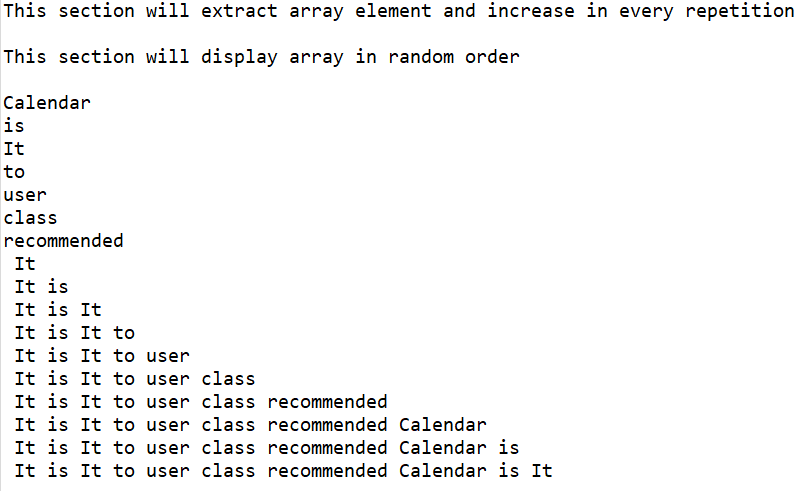 This section will extract array element and increase in every repetition
This section will display array in random order
Calendar
is
It
to
user
class
recommended
It
It is
It is It
It is It to
It is It to user
It is It to user class
It is It to user class recommended
It is It to user class recommended Calendar
It is It to user class recommended Calendar is
It is It to user class recommended Calendar is It